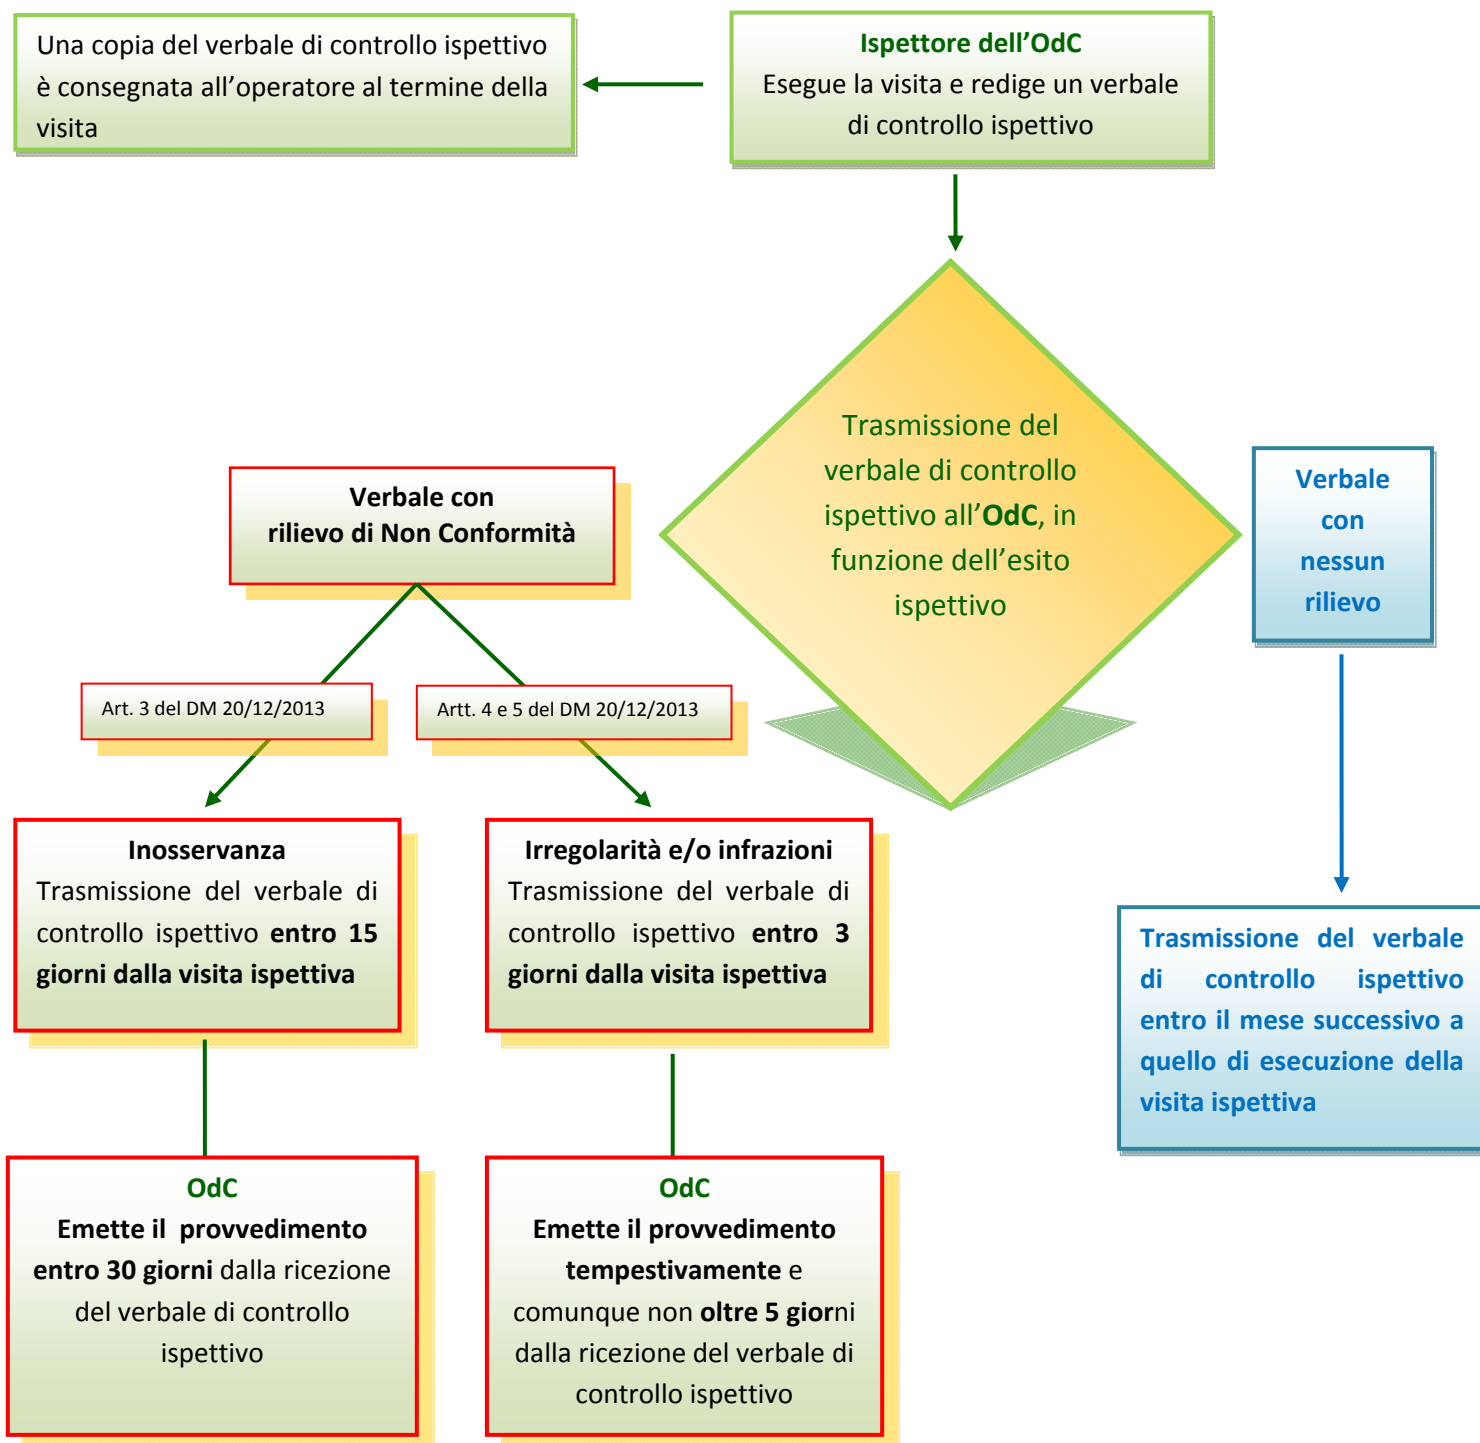 Una copia del verbale di controllo ispettivo
è consegnata all’operatore al termine della
visita
Ispettore dell’OdC
Esegue la visita e redige un verbale
di controllo ispettivo
Trasmissione del
verbale di controllo
ispettivo all’OdC, in
funzione dell’esito
ispettivo
Verbale con
rilievo di Non Conformità
Verbale
con
nessun
rilievo
Art. 3 del DM 20/12/2013
Artt. 4 e 5 del DM 20/12/2013
Inosservanza
Trasmissione del verbale di
controllo ispettivo entro 15
giorni dalla visita ispettiva
Irregolarità e/o infrazioni
Trasmissione del verbale di
controllo ispettivo entro 3
giorni dalla visita ispettiva
Trasmissione del verbale
di controllo ispettivo
entro il mese successivo a
quello di esecuzione della
visita ispettiva
OdC
Emette il provvedimento
entro 30 giorni dalla ricezione
del verbale di controllo
ispettivo
OdC
Emette il provvedimento
tempestivamente e
comunque non oltre 5 giorni
dalla ricezione del verbale di
controllo ispettivo